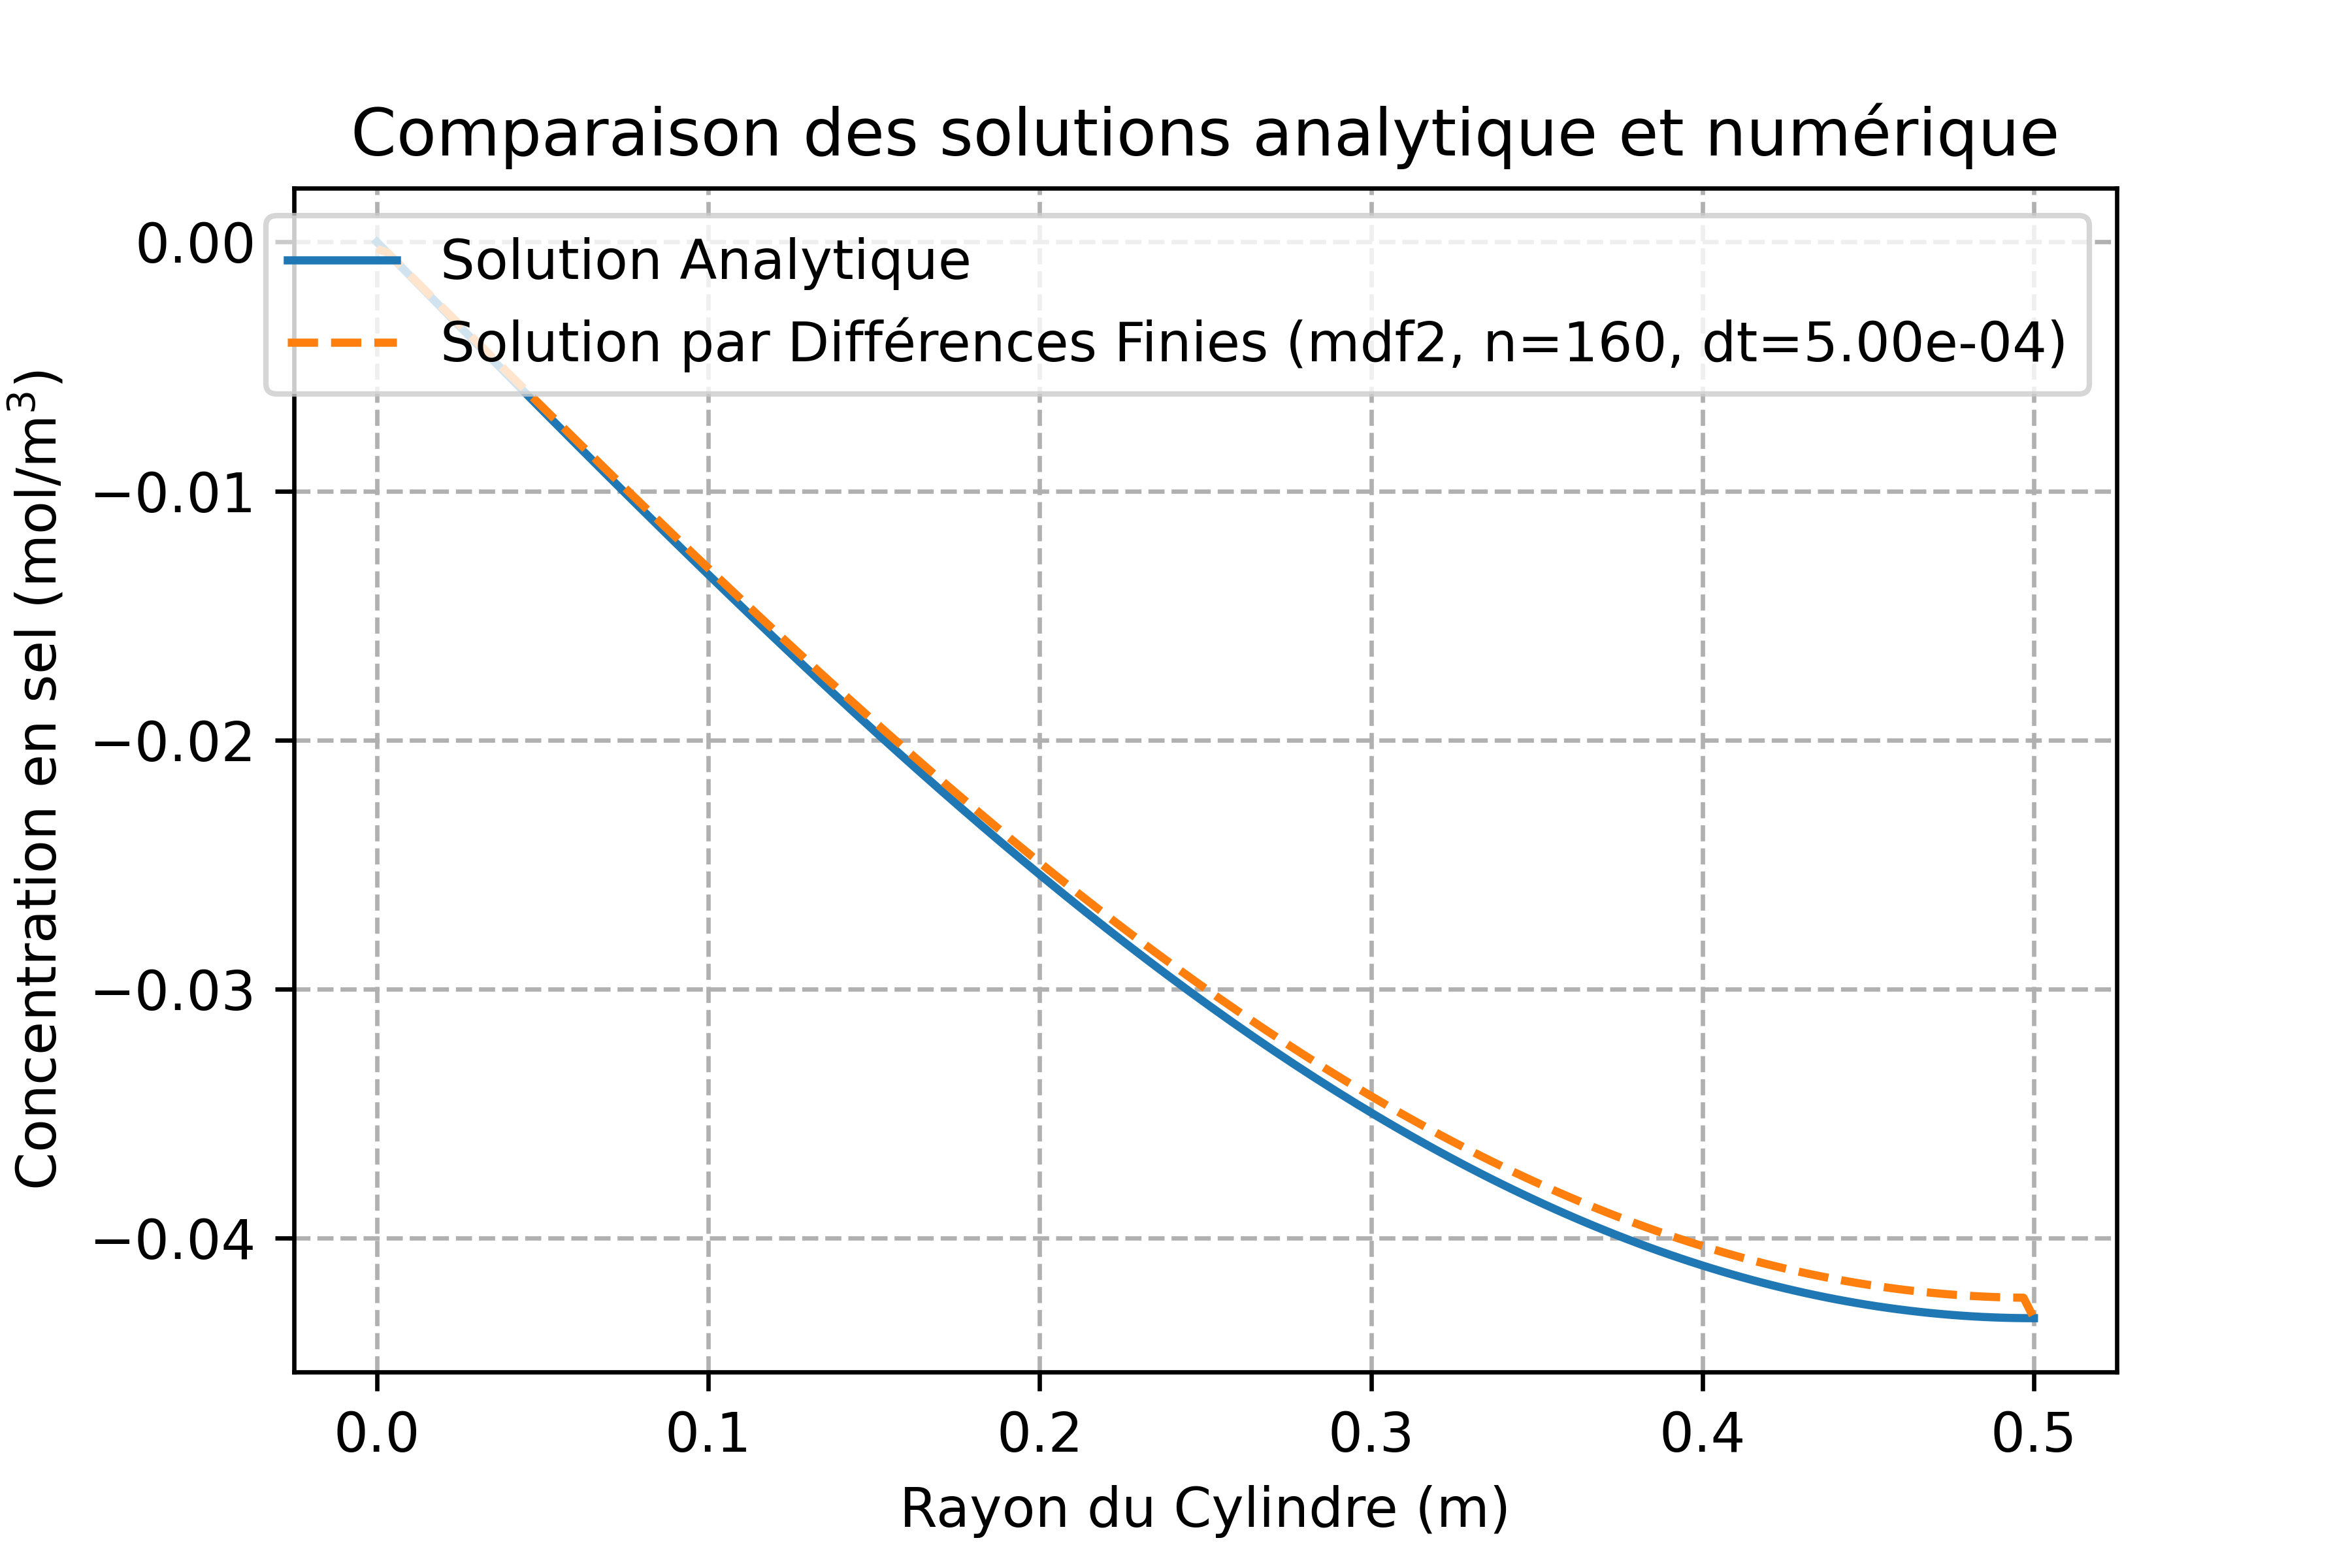 Comparaison des solutions analytique et numérique
Solution Analytique
Solution par Différences Finies (mdf2, n=160, dt=5.00e-04)
Concentration en sel (mol/m³)
0.00
−0.01
−0.02
−0.03
−0.04
0.0 0.1 0.2 0.3 0.4 0.5
Rayon du Cylindre (m)